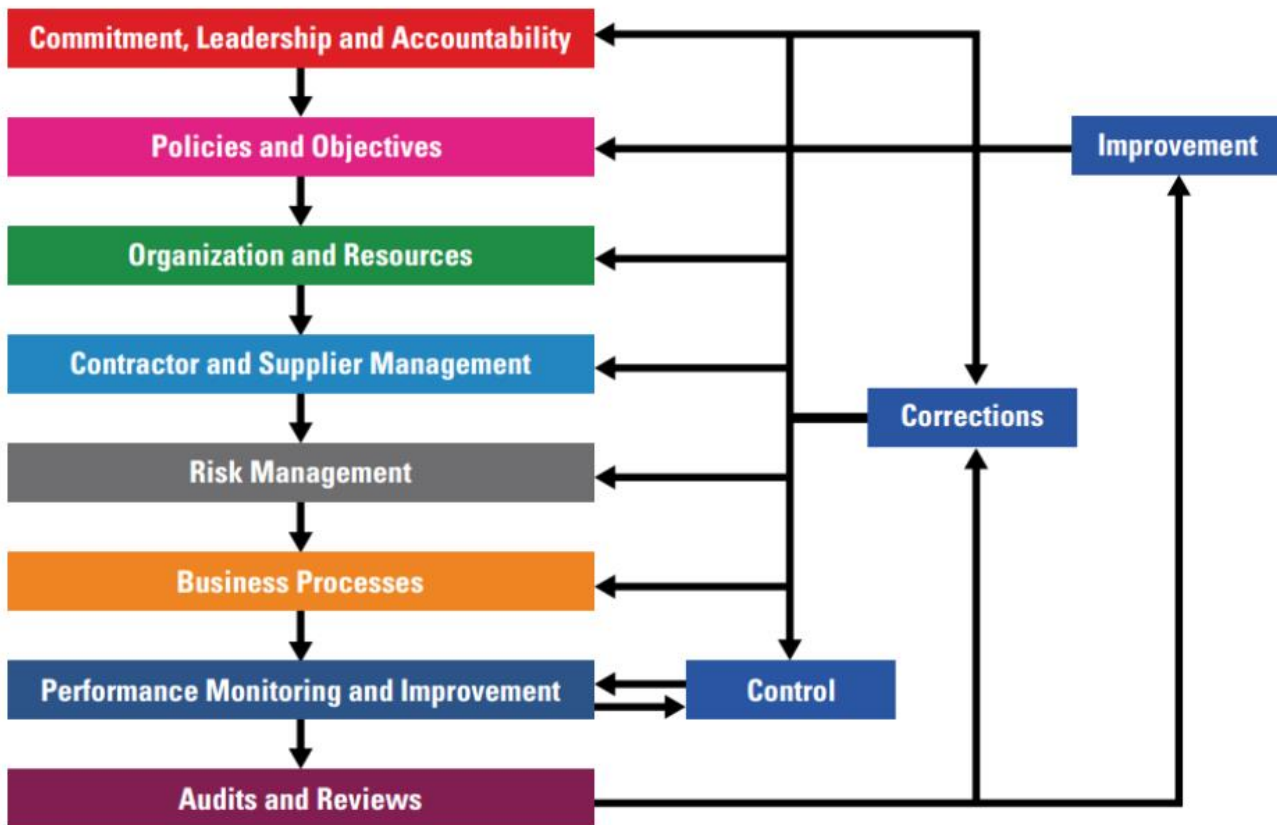 Commitment, Leadership and Accountability
Policies and Objectives
Improvement
Organization and Resources
Contractor and Supplier Management
Corrections
Risk Management
Business Processes
Performance Monitoring and Improvement
Control
Audits and Reviews